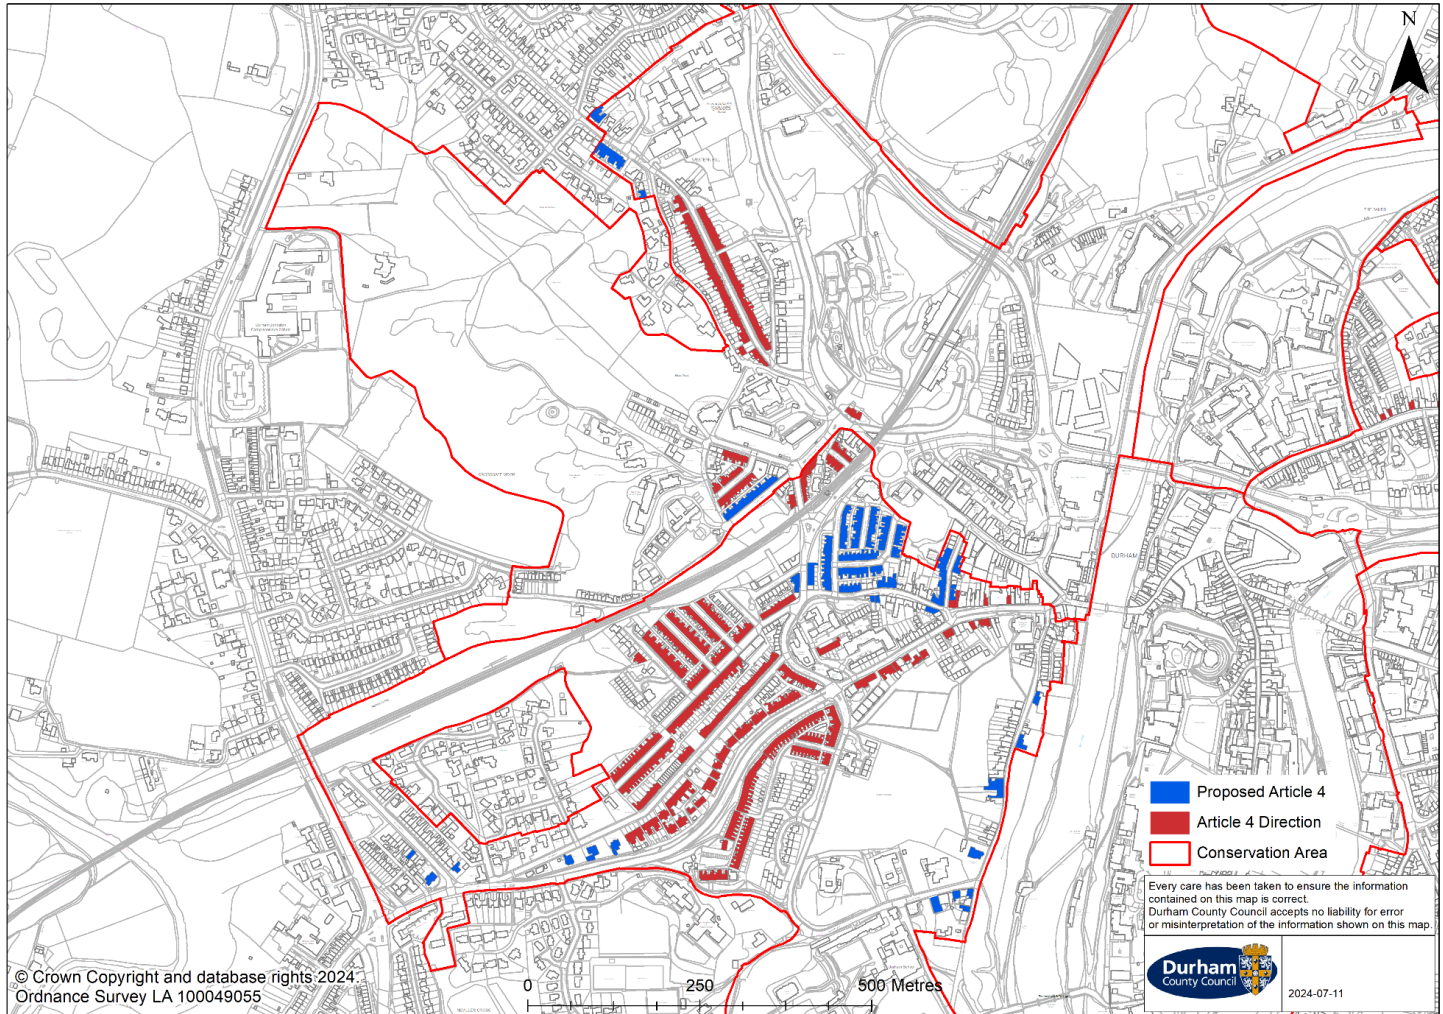 N
DURHAM
Proposed Article 4
Article 4 Direction
Conservation Area
Every care has been taken to ensure the information
contained on this map is correct.
Durham County Council accepts no liability for error
or misinterpretation of the information shown on this map.
Durham
County Council
2024-07-11
© Crown Copyright and database rights 2024.
Ordnance Survey LA 100049055
0 250 500 Metres